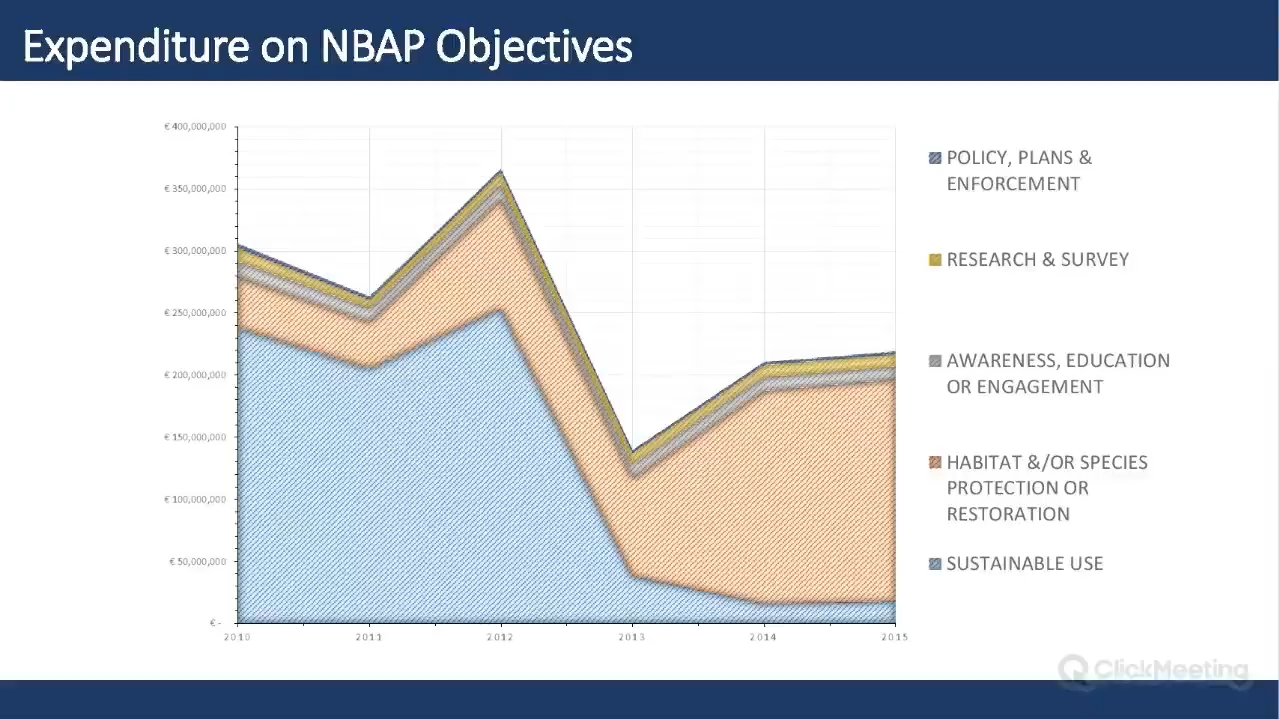 Expenditure on NBAP Objectives
€ 400,000,000
€ 350,000,000
€ 300,000,000
€ 250,000,000
€ 200,000,000
€ 150,000,000
€ 100,000,000
€ 50,000,000
€ -
2010
2011
2012
2013
2014
2015
POLICY, PLANS &
ENFORCEMENT
RESEARCH & SURVEY
AWARENESS, EDUCATION
OR ENGAGEMENT
HABITAT &/OR SPECIES
PROTECTION OR
RESTORATION
SUSTAINABLE USE
ClickMeeting